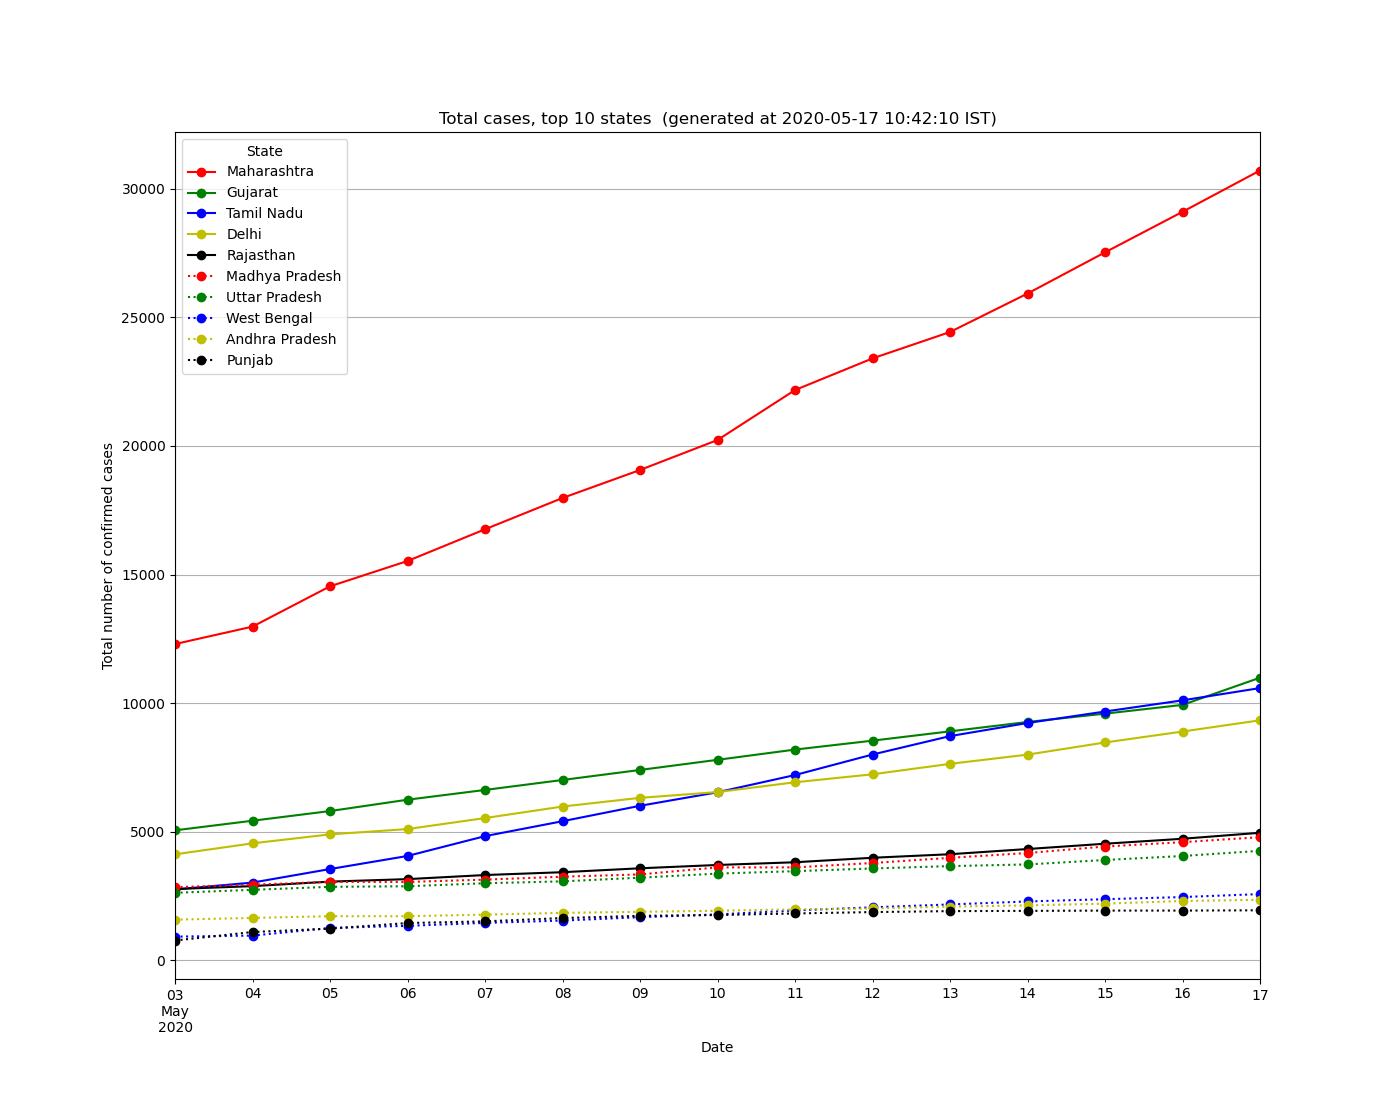 Total cases, top 10 states  (generated at 2020-05-17 10:42:10 IST)
State
Maharashtra
Gujarat
Tamil Nadu
Delhi
Rajasthan
Madhya Pradesh
Uttar Pradesh
West Bengal
Andhra Pradesh
Punjab
Total number of confirmed cases
30000
25000
20000
15000
10000
5000
0
03 04 05 06 07 08 09 10 11 12 13 14 15 16 17
May
2020
Date